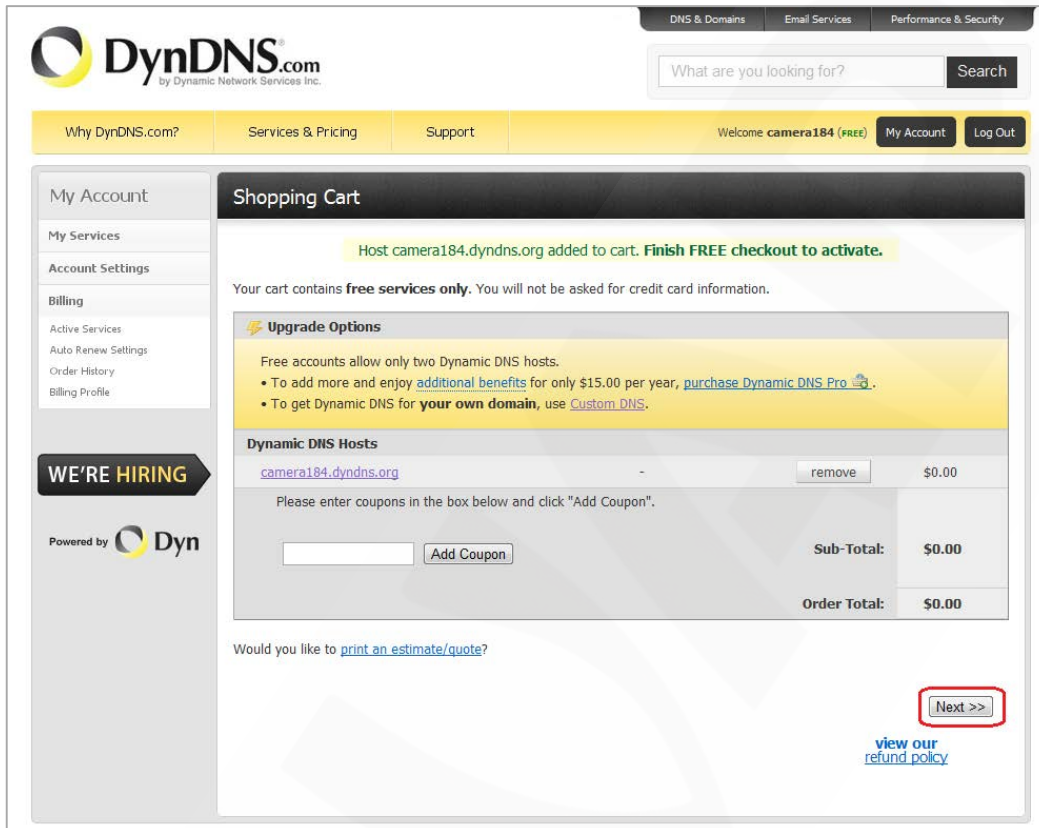 DNS & Domains Email Services Performance & Security
DynDNS.com
by Dynamic Network Services Inc.
What are you looking for? Search
Why DynDNS.com? Services & Pricing Support Welcome camera184 (FREE) My Account Log Out
My Account
My Services
Account Settings
Billing
Active Services
Auto Renew Settings
Order History
Billing Profile
WE'RE HIRING
Powered by Dyn
Shopping Cart
Host camera184.dyndns.org added to cart. Finish FREE checkout to activate.
Your cart contains free services only. You will not be asked for credit card information.
Upgrade Options
Free accounts allow only two Dynamic DNS hosts.
• To add more and enjoy additional benefits for only $15.00 per year, purchase Dynamic DNS Pro .
• To get Dynamic DNS for your own domain, use Custom DNS.
Dynamic DNS Hosts
camera184.dyndns.org - remove $0.00
Please enter coupons in the box below and click "Add Coupon".
Add Coupon Sub-Total: $0.00
Order Total: $0.00
Would you like to print an estimate/quote?
Next >>
view our
refund policy